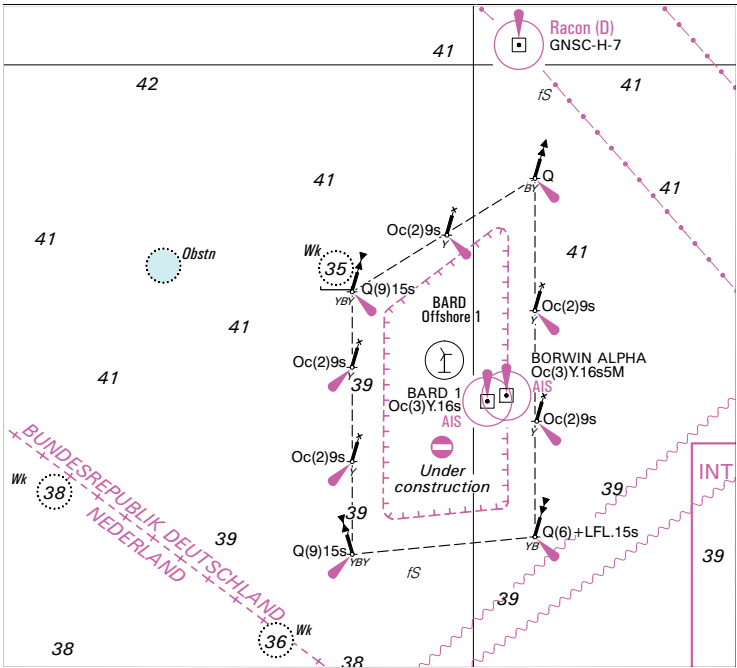 Racon (D)
GNSC-H-7
41
42
fS
41
Q
BY
41
41
Oc(2)9s
Y
41
Obstn
Wk
35
41
Q(9)15s
YBY
BARD
Offshore 1
Oc(2)9s
Y
41
Oc(2)9s
Y
39
41
BORWIN ALPHA
Oc(3)Y.16s5M
AIS
BARD 1
Oc(3)Y.16s
AIS
Oc(2)9s
Y
Under
construction
Oc(2)9s
Y
BUNDESREPUBLIK DEUTSCHLAND
NEDERLAND
Wk
38
INT
39
39
39
Q(6)+LFL.15s
YB
Q(9)15s
YBY
39
fS
39
Wk
36
38
38